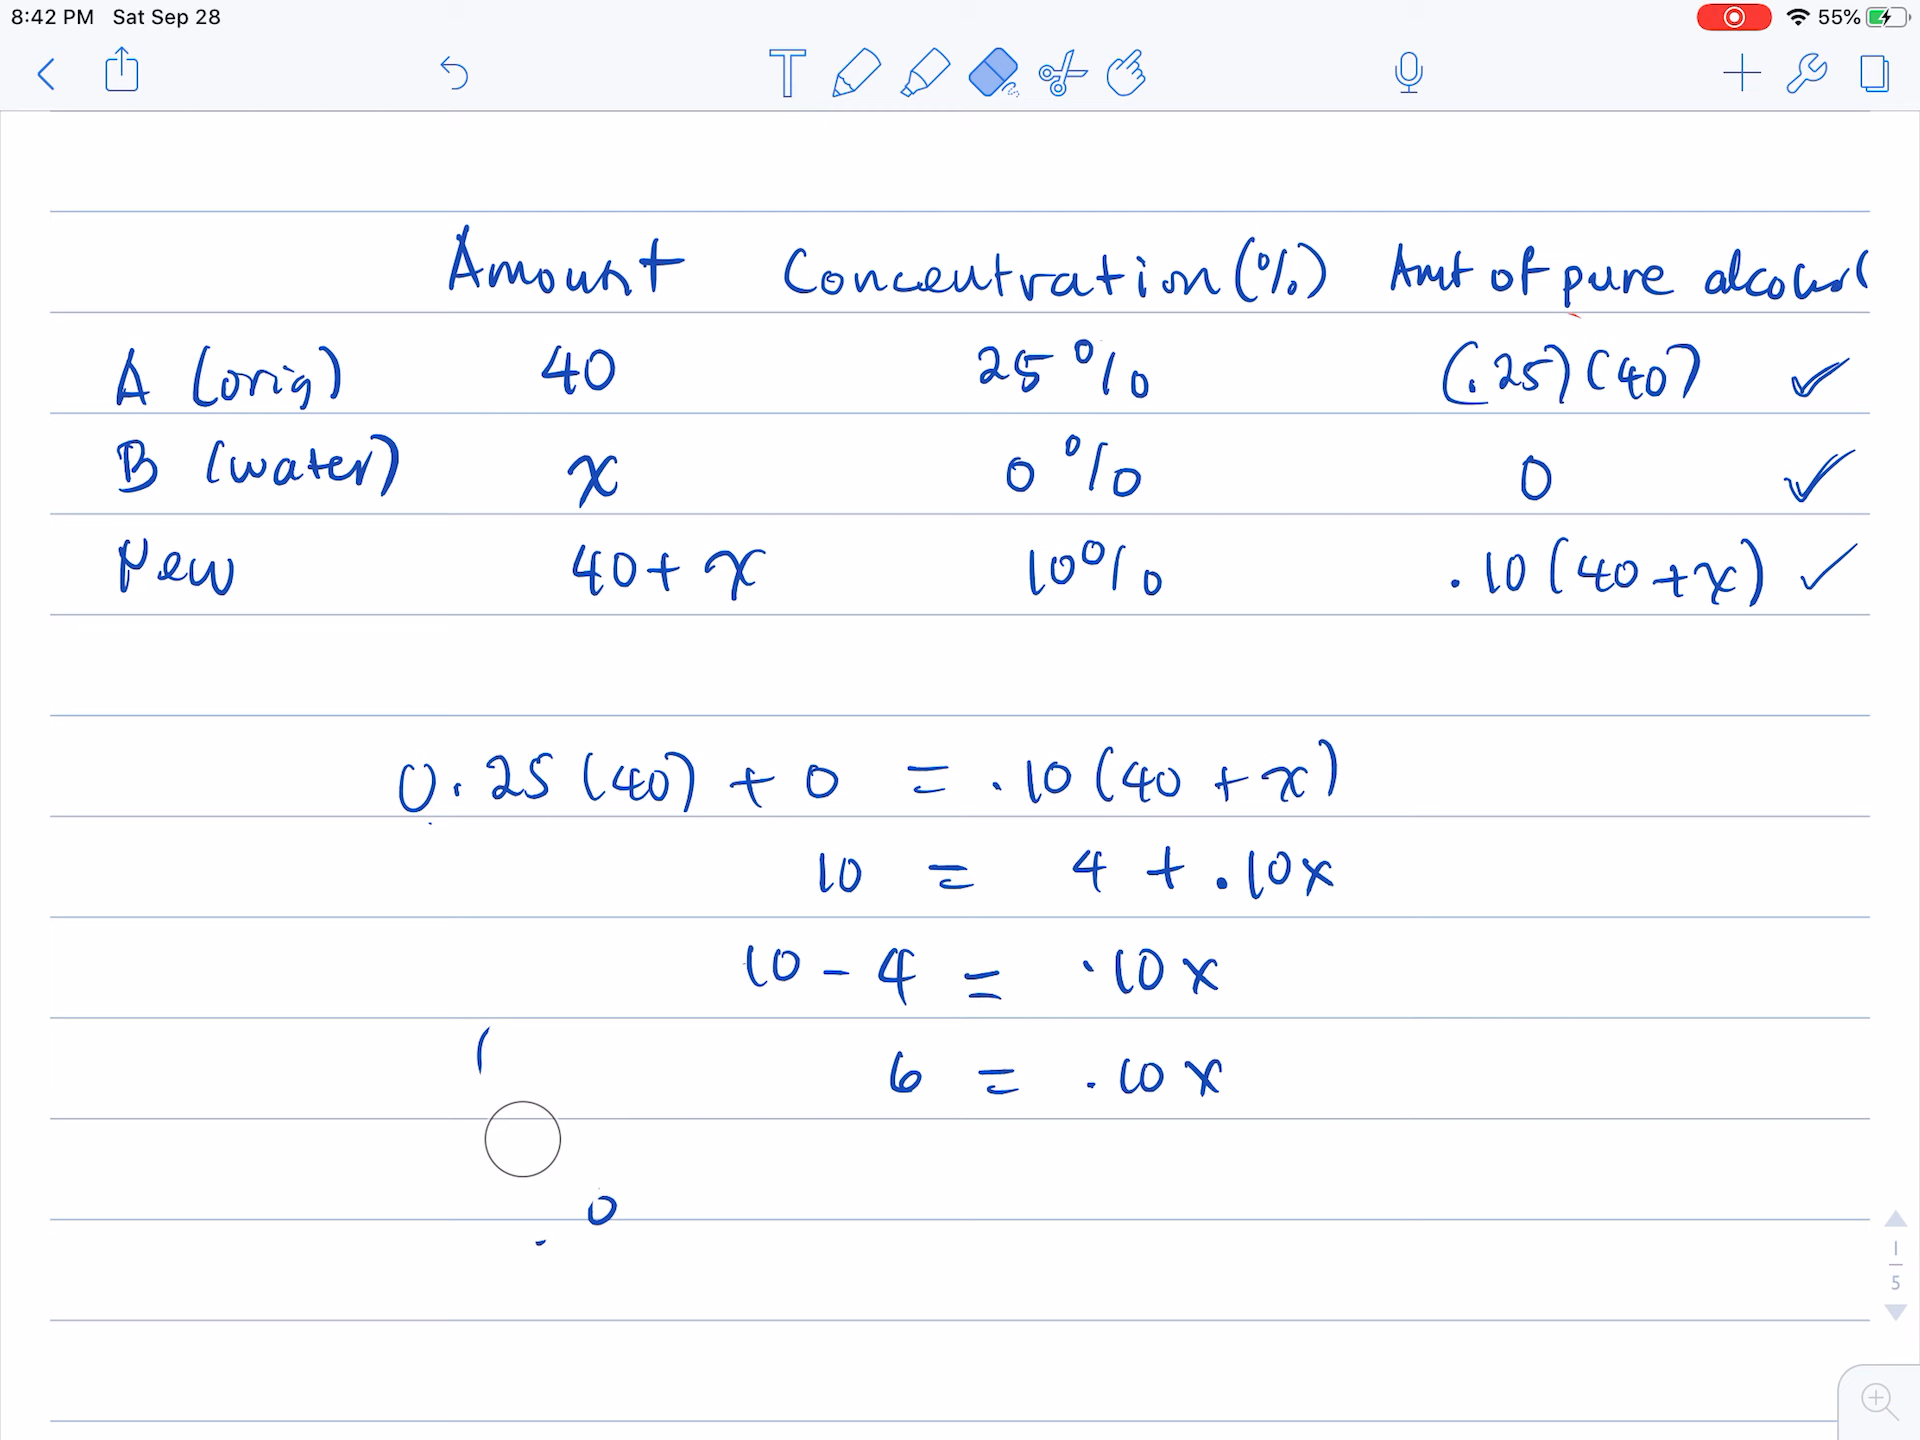 8:42 PM Sat Sep 28 55%
T
Amount Concentration (%) Amt of pure alcohol
A (orig) 40 25% (.25)(40) ✓
B (water) x 0% 0 ✓
New 40 + x 10% .10(40+x) ✓
0.25(40) + 0 = .10(40+x)
10 = 4 + .10x
10 - 4 = .10x
6 = .10x
0
1
5